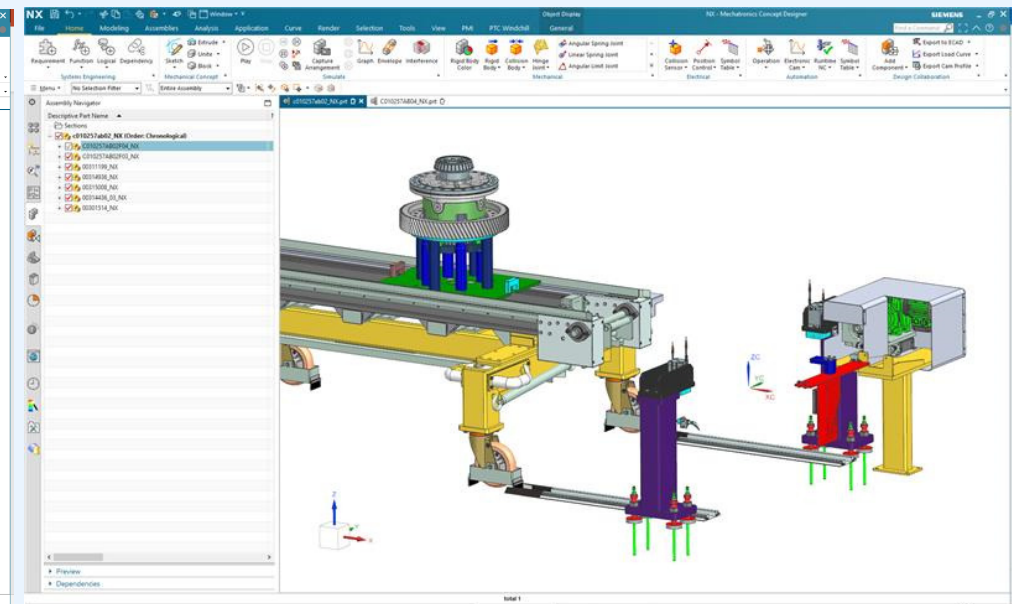 NX Window Object Display NX - Mechatronics Concept Designer SIEMENS
File Home Modeling Assemblies Analysis Application Curve Render Selection Tools View PMI PTC Windchill General
Requirement Function Logical Dependency Sketch Extrude Unite Block Play Capture Arrangement Graph Envelope Interference Rigid Body Color Rigid Body Collision Body Hinge Joint Angular Spring Joint Linear Spring Joint Angular Limit Joint Collision Sensor Position Control Symbol Table Operation Electronic Cam Runtime NC Symbol Table Add Component Export to ECAD Export Load Curve Export Cam Profile
Systems Engineering Mechanical Concept Simulate Mechanical Electrical Automation Design Collaboration
Menu No Selection Filter Entire Assembly
Assembly Navigator c010257ab02_NX.prt C010257AB04_NX.prt
Descriptive Part Name
Sections
c010257ab02_NX (Order: Chronological)
C010257AB02F04_NX
C010257AB02F03_NX
00311199_NX
00314936_NX
00315008_NX
00314436_03_NX
00301514_NX
ZC
YC
XC
Z
X
Preview
Dependencies
total 1